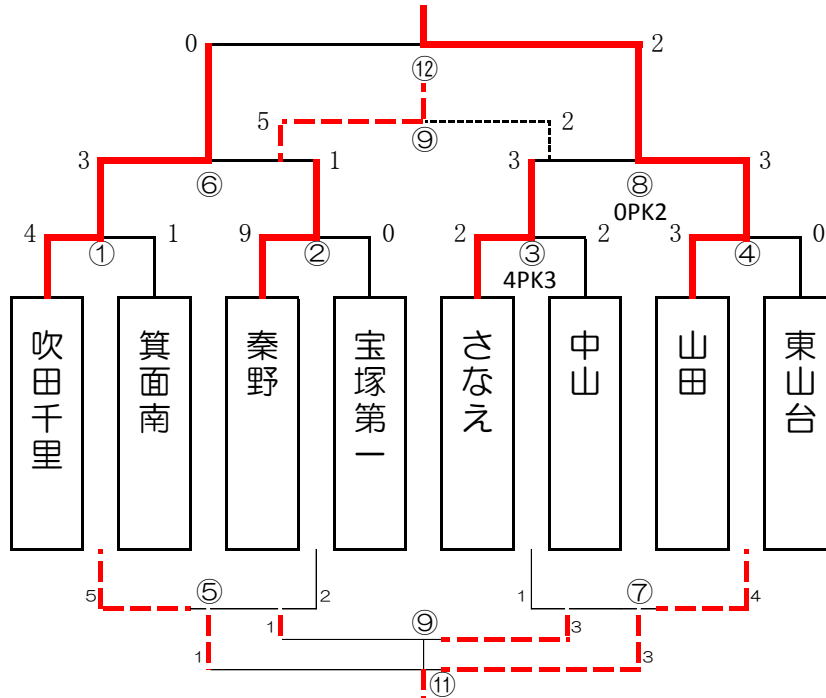 0 2
⑫
5 ⑨ 2
3 ⑥ 1 3 ⑧ 3
0PK2
4 ① 1 9 ② 0 2 ③ 2 3 ④ 0
4PK3
吹田千里
箕面南
秦野
宝塚第一
さなえ
中山
山田
東山台
5 ⑤ 2 1 ⑦ 4
1 ⑨ 3
1 ⑪ 3